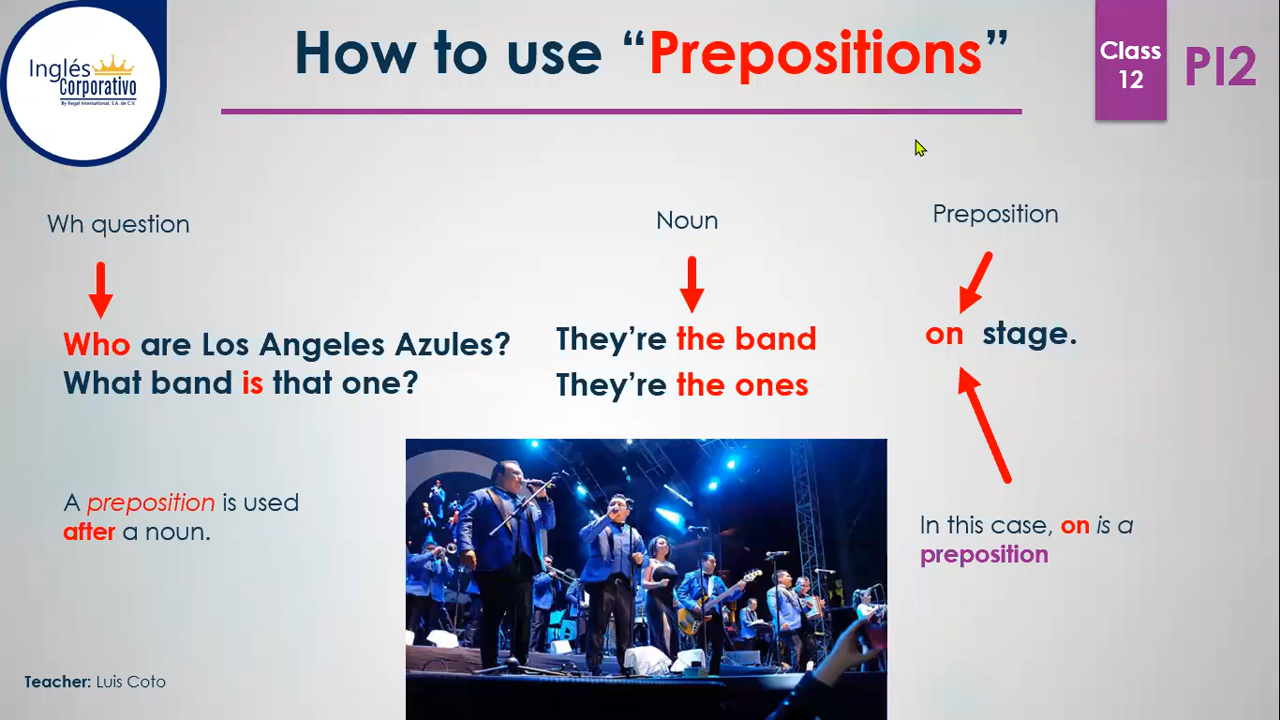 Inglés
Corporativo
By Regal International, S.A. de C.V.
How to use “Prepositions”
Class
12
PI2
Wh question
Noun
Preposition
Who are Los Angeles Azules?
What band is that one?
They’re the band
They’re the ones
on stage.
A preposition is used
after a noun.
In this case, on is a
preposition
Teacher: Luis Coto